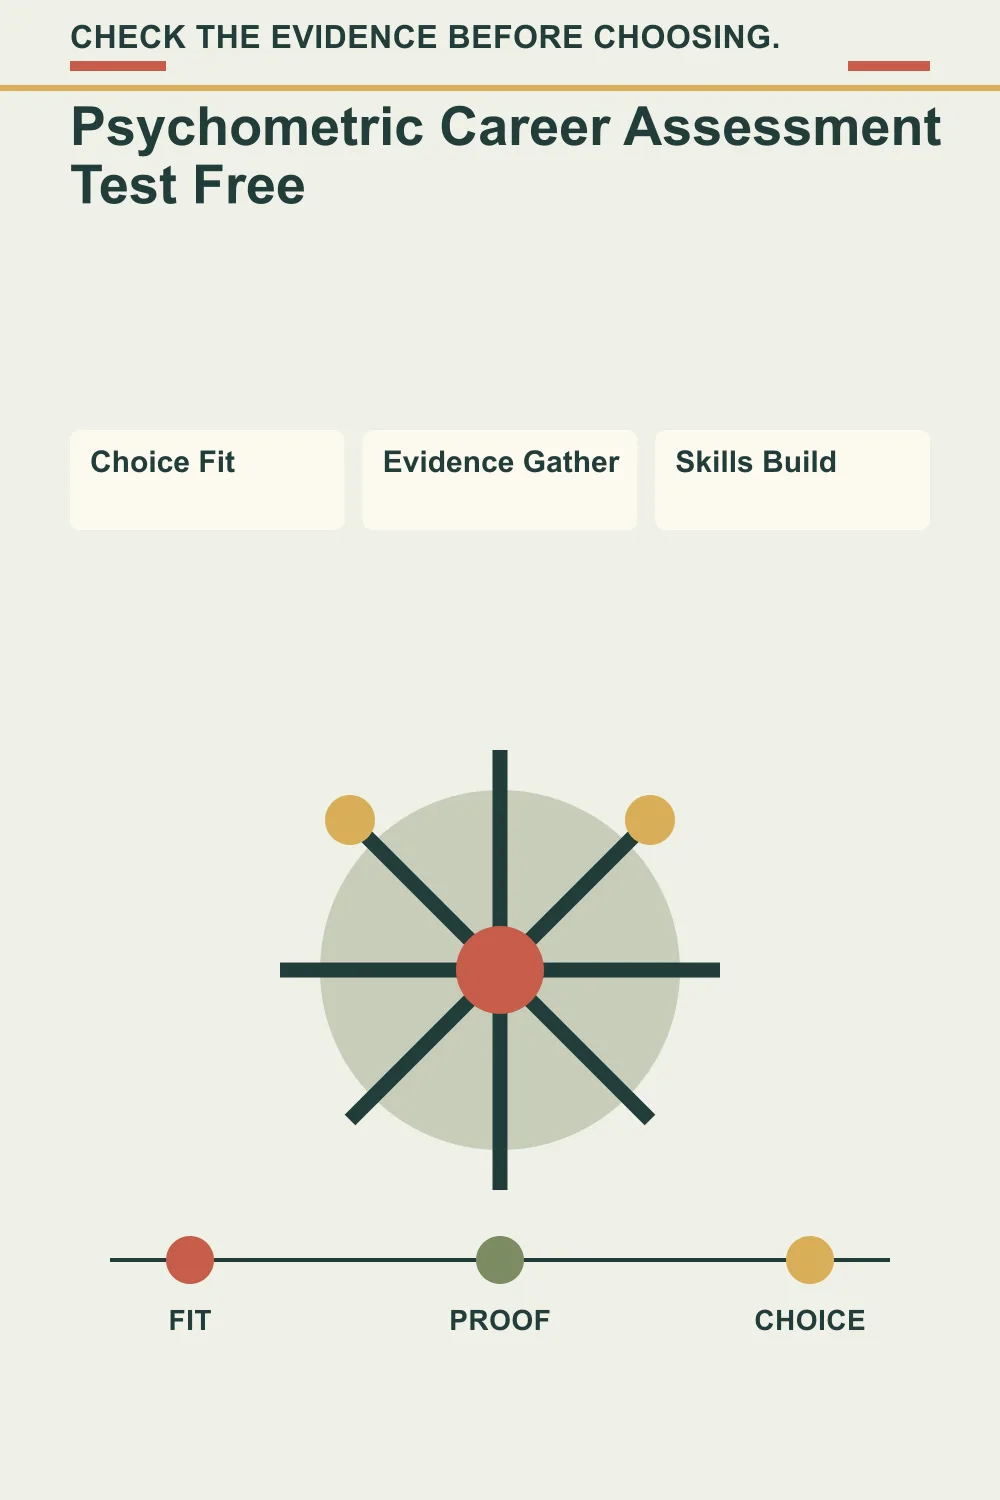 CHECK THE EVIDENCE BEFORE CHOOSING.
Psychometric Career Assessment
Test Free
Choice Fit
Evidence Gather
Skills Build
FIT
PROOF
CHOICE